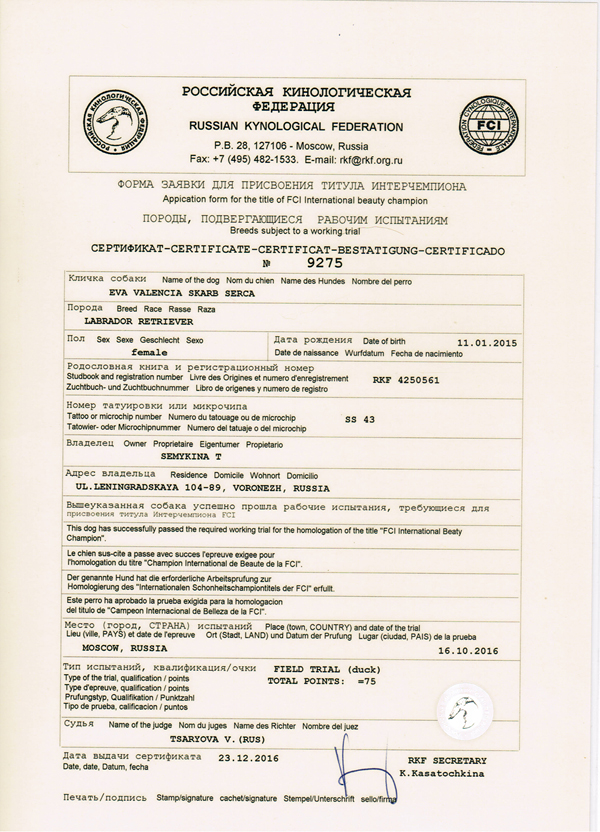 РОССИЙСКАЯ КИНОЛОГИЧЕСКАЯ
ФЕДЕРАЦИЯ
RUSSIAN KYNOLOGICAL FEDERATION
P.B. 28, 127106 - Moscow, Russia
Fax: +7 (495) 482-1533. E-mail: rkf@rkf.org.ru
РОССИЙСКАЯ КИНОЛОГИЧЕСКАЯ ФЕДЕРАЦИЯ
FEDERATION CYNOLOGIQUE INTERNATIONALE
FCI
ФОРМА ЗАЯВКИ ДЛЯ ПРИСВОЕНИЯ ТИТУЛА ИНТЕРЧЕМПИОНА
Appication form for the title of FCI International beauty champion
ПОРОДЫ, ПОДВЕРГАЮЩИЕСЯ РАБОЧИМ ИСПЫТАНИЯМ
Breeds subject to a working trial
СЕРТИФИКАТ-CERTIFICATE-CERTIFICAT-BESTATIGUNG-CERTIFICADO
№ 9275
Кличка собаки Name of the dog Nom du chien Name des Hundes Nombre del perro
EVA VALENCIA SKARB SERCA
Порода Breed Race Rasse Raza
LABRADOR RETRIEVER
Пол Sex Sexe Geschlecht Sexo
female
Дата рождения Date of birth 11.01.2015
Date de naissance Wurfdatum Fecha de nacimiento
Родословная книга и регистрационный номер
Studbook and registration number Livre des Origines et numero d'enregistrement RKF 4250561
Zuchtbuch- und Zuchtbuchnummer Libro de origenes y numero de registro
Номер татуировки или микрочипа
Tattoo or microchip number Numero du tatouage ou de microchip SS 43
Tatowier- oder Microchipnummer Numero del tatuaje o del microchip
Владелец Owner Proprietaire Eigentumer Propietario
SEMYKINA T
Адрес владельца Residence Domicile Wohnort Domicilio
UL.LENINGRADSKAYA 104-89, VORONEZH, RUSSIA
Вышеуказанная собака успешно прошла рабочие испытания, требующиеся для
присвоения титула Интерчемпиона FCI
This dog has successfully passed the required working trial for the homologation of the title "FCI International Beaty
Champion".
Le chien sus-cite a passe avec succes l'epreuve exigee pour
l'homologation du titre "Champion International de Beaute de la FCI".
Der genannte Hund hat die erforderliche Arbeitsprufung zur
Homologierung des "Internationalen Schonheitschampiontitels der FCI" erfullt.
Este perro ha aprobado la prueba exigida para la homologacion
del titulo de "Campeon Internacional de Belleza de la FCI".
Место (город, СТРАНА) испытаний Place (town, COUNTRY) and date of the trial
Lieu (ville, PAYS) et date de l'epreuve Ort (Stadt, LAND) und Datum der Prufung Lugar (ciudad, PAIS) de la prueba
MOSCOW, RUSSIA 16.10.2016
Тип испытаний, квалификация/очки FIELD TRIAL (duck)
Type of the trial, qualification / points TOTAL POINTS: =75
Type d'epreuve, qualification / points
Prufungstyp, Qualifikation / Punktzahl
Tipo de prueba, calificacion / puntos
Судья Name of the judge Nom du juges Name des Richter Nombre del juez
TSARYOVA V.(RUS)
Дата выдачи сертификата 23.12.2016
Date, date, Datum, fecha
RKF SECRETARY
K.Kasatochkina
Печать/подпись Stamp/signature cachet/signature Stempel/Unterschrift sello/firma